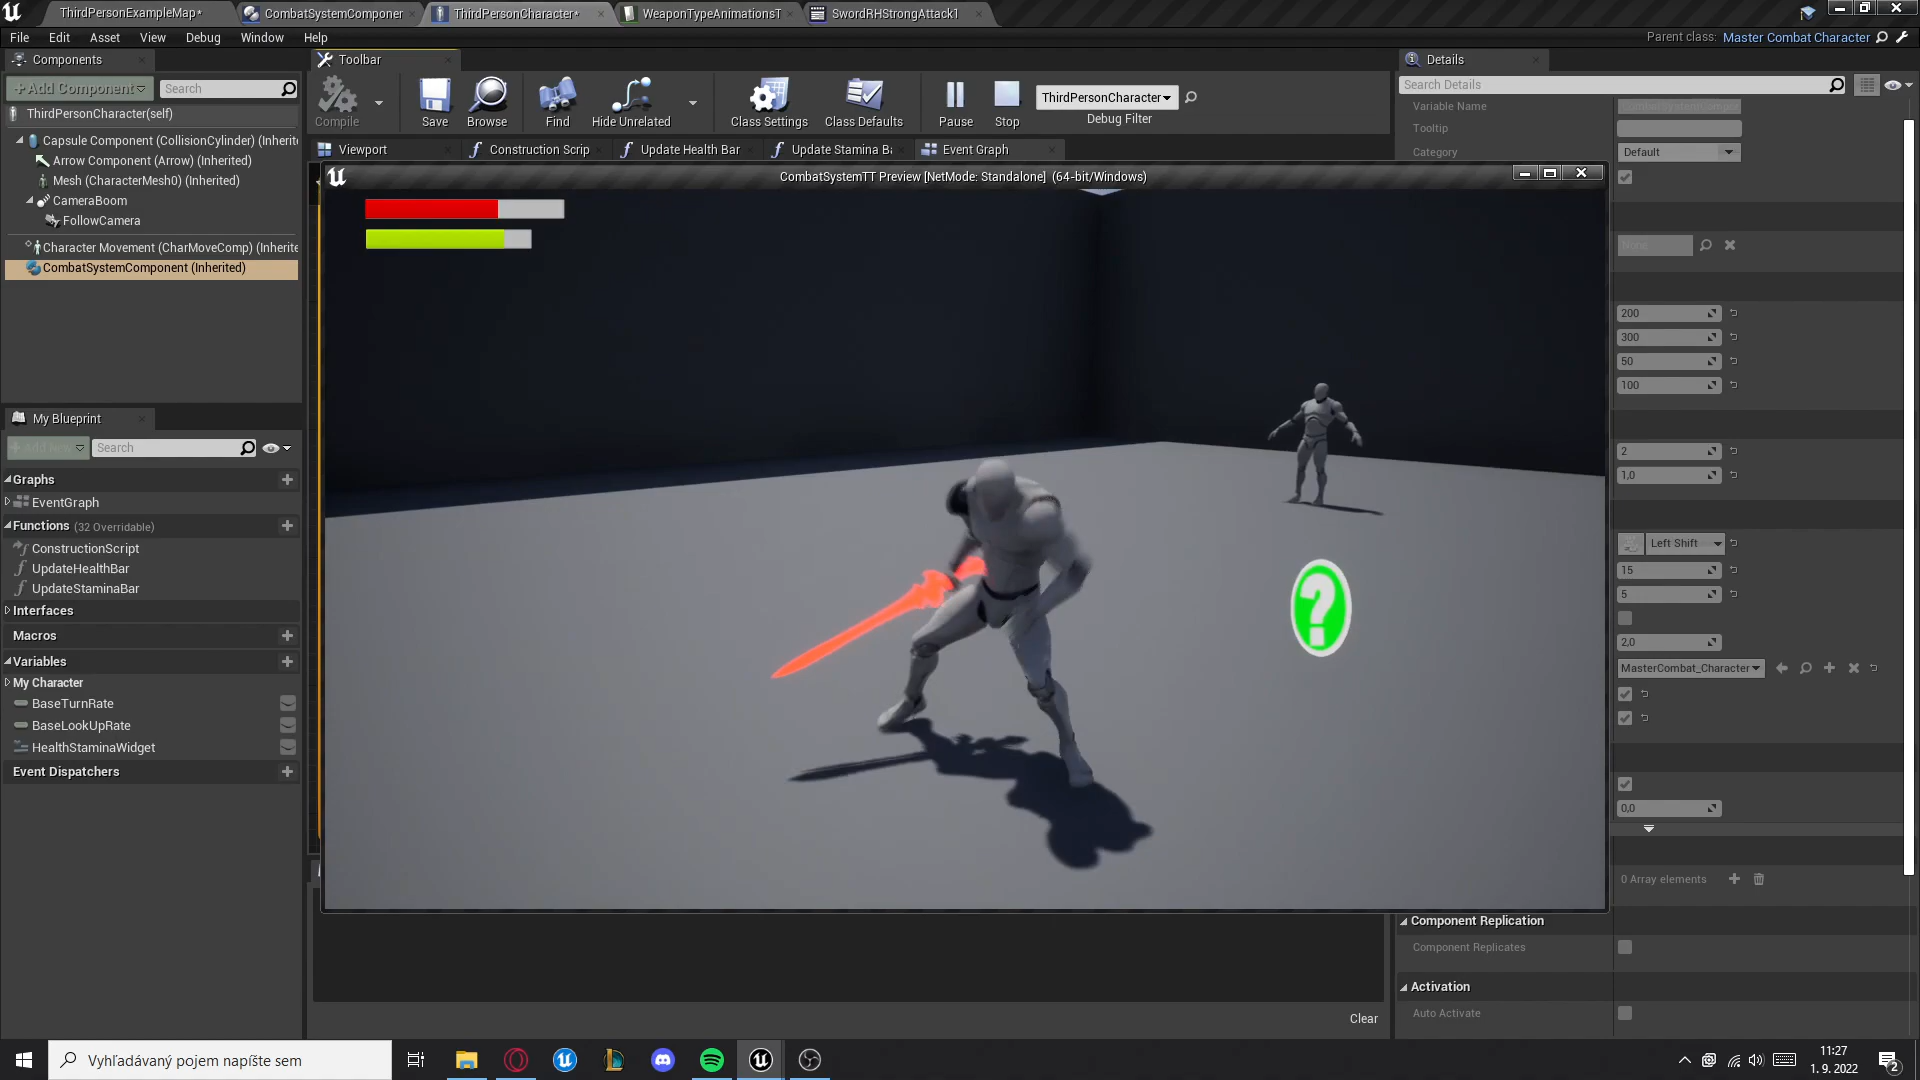 ThirdPersonExampleMap*
CombatSystemComponer
ThirdPersonCharacter*
WeaponTypeAnimationsT
SwordRHStrongAttack1
File Edit Asset View Debug Window Help
Parent class: Master Combat Character
Components
Toolbar
Details
+Add Component
Search
Search Details
ThirdPersonCharacter(self)
Capsule Component (CollisionCylinder) (Inherite
Arrow Component (Arrow) (Inherited)
Mesh (CharacterMesh0) (Inherited)
CameraBoom
FollowCamera
Character Movement (CharMoveComp) (Inherite
CombatSystemComponent (Inherited)
Compile
Save
Browse
Find
Hide Unrelated
Class Settings
Class Defaults
Pause
Stop
ThirdPersonCharacter
Debug Filter
Viewport
Construction Scrip
Update Health Bar
Update Stamina Ba
Event Graph
CombatSystemTT Preview [NetMode: Standalone] (64-bit/Windows)
Variable Name
Tooltip
Category
Default
None
200
300
50
100
2
1,0
Left Shift
15
5
2,0
MasterCombat_Character
0,0
0 Array elements
Component Replication
Component Replicates
Activation
Auto Activate
My Blueprint
Search
Graphs
EventGraph
Functions (32 Overridable)
ConstructionScript
UpdateHealthBar
UpdateStaminaBar
Interfaces
Macros
Variables
My Character
BaseTurnRate
BaseLookUpRate
HealthStaminaWidget
Event Dispatchers
?
Clear
Vyhľadávaný pojem napíšte sem
11:27
1. 9. 2022
2